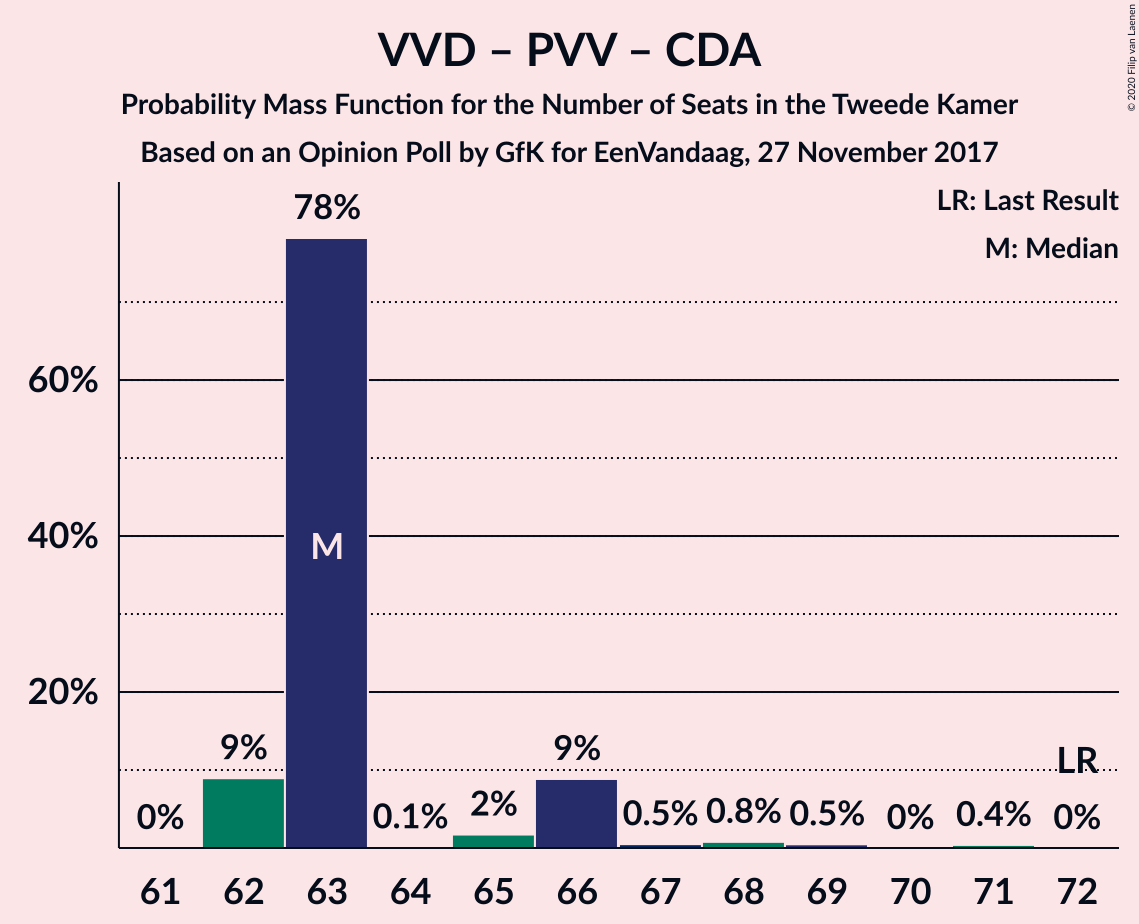 VVD – PVV – CDA
Probability Mass Function for the Number of Seats in the Tweede Kamer
Based on an Opinion Poll by GfK for EenVandaag, 27 November 2017
© 2020 Filip van Laenen
LR: Last Result
M: Median
78%
60%
40%
20%
M
9%
9%
LR
0%
0.1%
2%
0.5%
0.8%
0.5%
0%
0.4%
0%
61 62 63 64 65 66 67 68 69 70 71 72